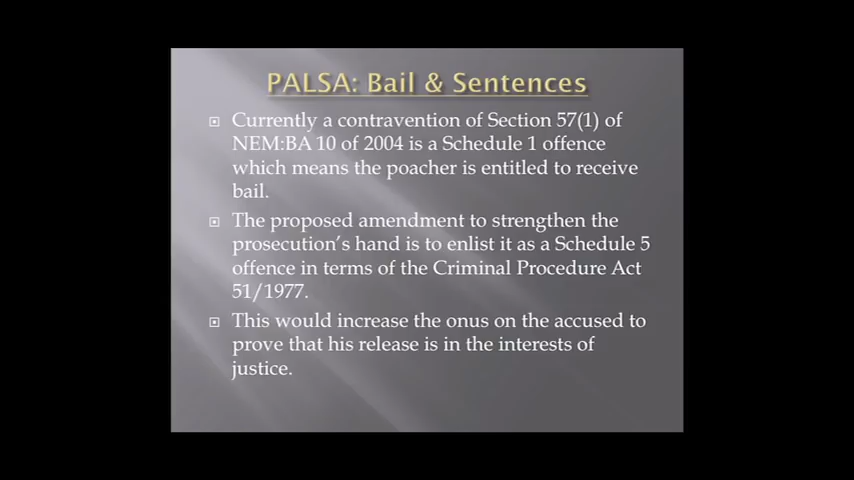 PALSA: Bail & Sentences
Currently a contravention of Section 57(1) of
NEM:BA 10 of 2004 is a Schedule 1 offence
which means the poacher is entitled to receive
bail.
The proposed amendment to strengthen the
prosecution's hand is to enlist it as a Schedule 5
offence in terms of the Criminal Procedure Act
51/1977.
This would increase the onus on the accused to
prove that his release is in the interests of
justice.